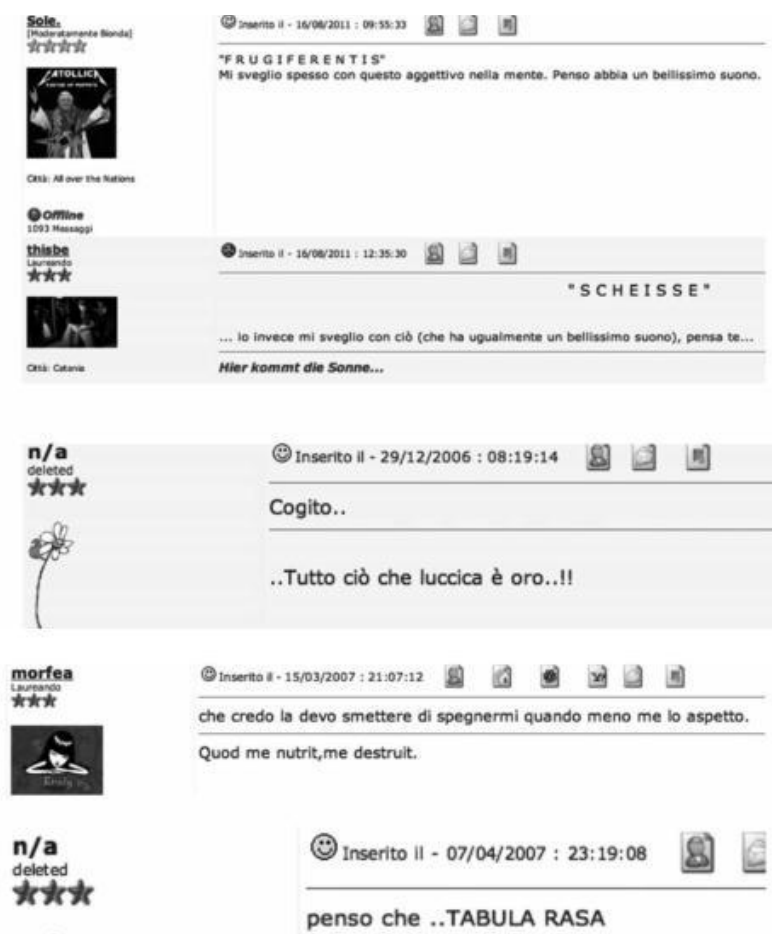 Sole.
[Moderatamente Bionda]
Inserito il - 16/08/2011 : 09:55:33
"F R U G I F E R E N T I S"
Mi sveglio spesso con questo aggettivo nella mente. Penso abbia un bellissimo suono.
CATOLLICA
Città: All over the Nations
Offline
1093 Messaggi
thisbe
Laureando
Inserito il - 16/08/2011 : 12:35:30
" S C H E I S S E "
... io invece mi sveglio con ciò (che ha ugualmente un bellissimo suono), pensa te...
Città: Catania
Hier kommt die Sonne...
n/a
deleted
Inserito il - 29/12/2006 : 08:19:14
Cogito..
..Tutto ciò che luccica è oro..!!
morfea
Laureando
Inserito il - 15/03/2007 : 21:07:12
che credo la devo smettere di spegnermi quando meno me lo aspetto.
Quod me nutrit,me destruit.
Emily
n/a
deleted
Inserito il - 07/04/2007 : 23:19:08
penso che ..TABULA RASA